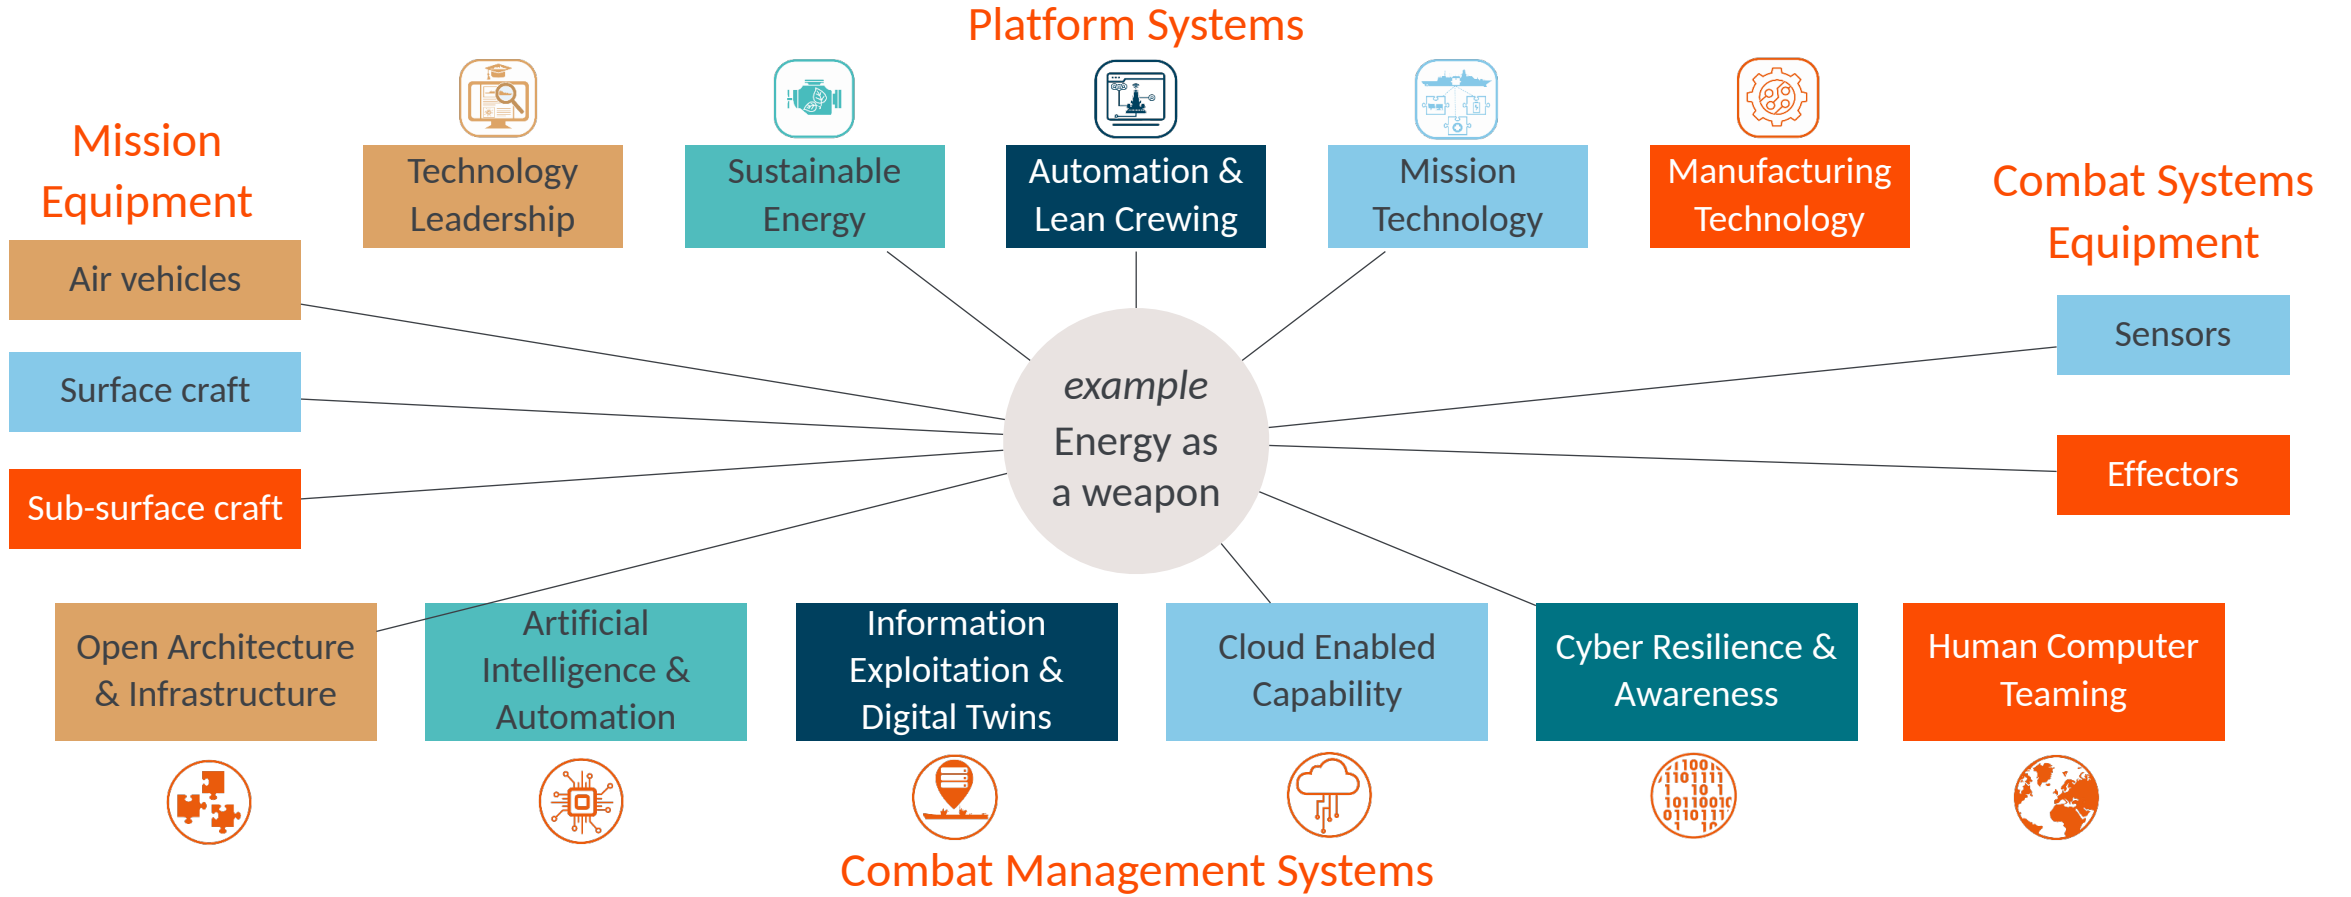 Platform Systems
Technology
Leadership
Sustainable
Energy
Automation &
Lean Crewing
Mission
Technology
Manufacturing
Technology
Mission
Equipment
Air vehicles
Surface craft
Sub-surface craft
Combat Systems
Equipment
Sensors
Effectors
example
Energy as
a weapon
Open Architecture
& Infrastructure
Artificial
Intelligence &
Automation
Information
Exploitation &
Digital Twins
Cloud Enabled
Capability
Cyber Resilience &
Awareness
Human Computer
Teaming
Combat Management Systems